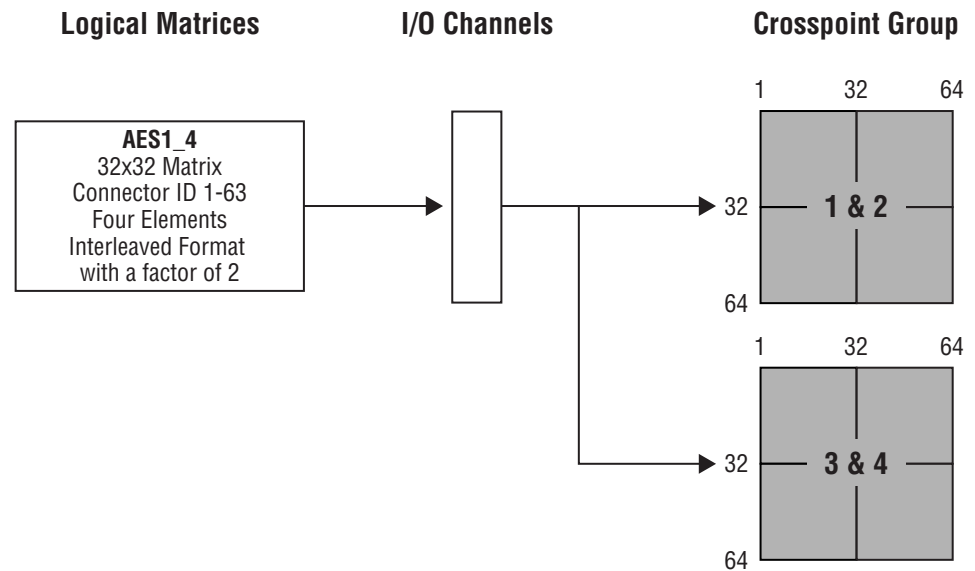 Logical Matrices
I/O Channels
Crosspoint Group
AES1_4
32x32 Matrix
Connector ID 1-63
Four Elements
Interleaved Format
with a factor of 2
1 32 64
32
1 & 2
64
1 32 64
32
3 & 4
64